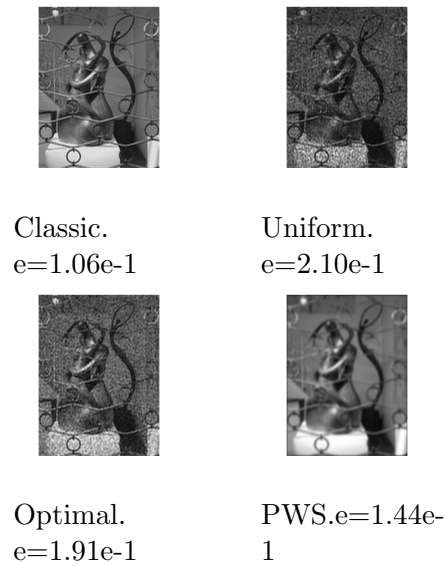 Classic.
e=1.06e-1
Uniform.
e=2.10e-1
Optimal.
e=1.91e-1
PWS.e=1.44e-
1